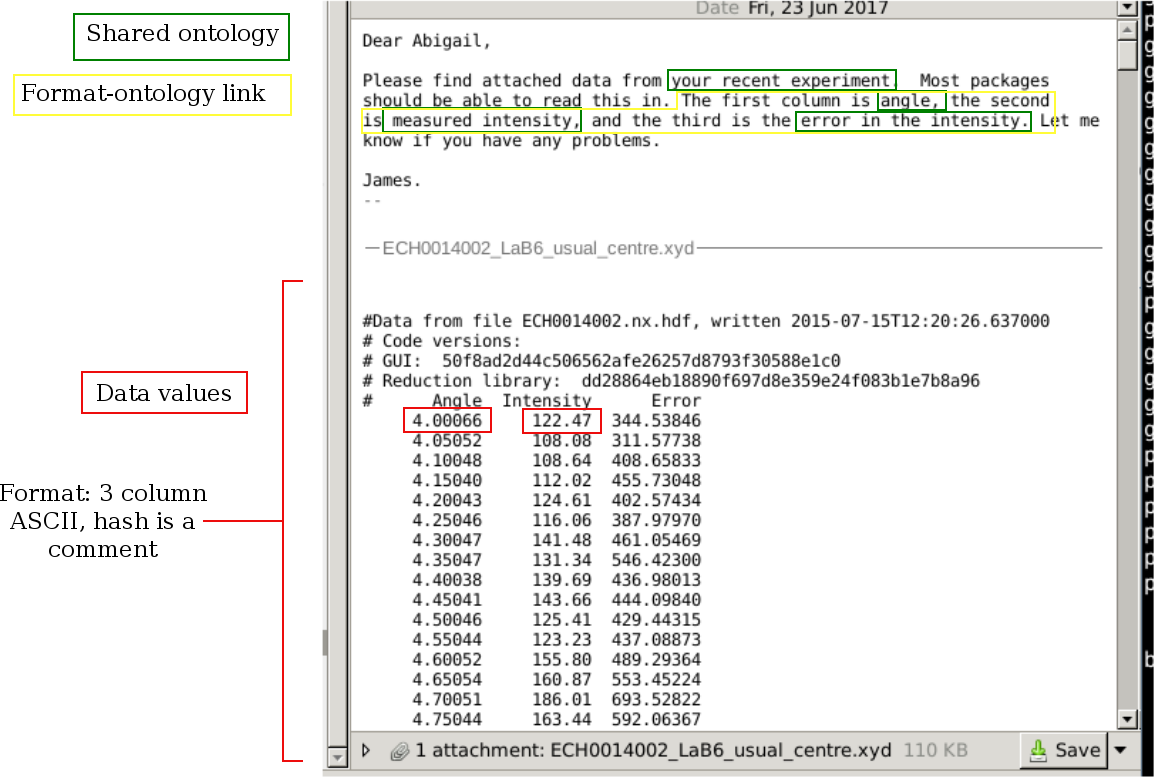 Date Fri, 23 Jun 2017
Shared ontology
Format-ontology link
Dear Abigail,
Please find attached data from your recent experiment. Most packages
should be able to read this in. The first column is angle, the second
is measured intensity, and the third is the error in the intensity. Let me
know if you have any problems.
James.
--
ECH0014002_LaB6_usual_centre.xyd
Data values
Format: 3 column
ASCII, hash is a
comment
#Data from file ECH0014002.nx.hdf, written 2015-07-15T12:20:26.637000
# Code versions:
# GUI: 50f8ad2d44c506562afe26257d8793f30588e1c0
# Reduction library: dd28864eb18890f697d8e359e24f083b1e7b8a96
# Angle Intensity Error
4.00066 122.47 344.53846
4.05052 108.08 311.57738
4.10048 108.64 408.65833
4.15040 112.02 455.73048
4.20043 124.61 402.57434
4.25046 116.06 387.97970
4.30047 141.48 461.05469
4.35047 131.34 546.42300
4.40038 139.69 436.98013
4.45041 143.66 444.09840
4.50046 125.41 429.44315
4.55044 123.23 437.08873
4.60052 155.80 489.29364
4.65054 160.87 553.45224
4.70051 186.01 693.52822
4.75044 163.44 592.06367
1 attachment: ECH0014002_LaB6_usual_centre.xyd 110 KB Save